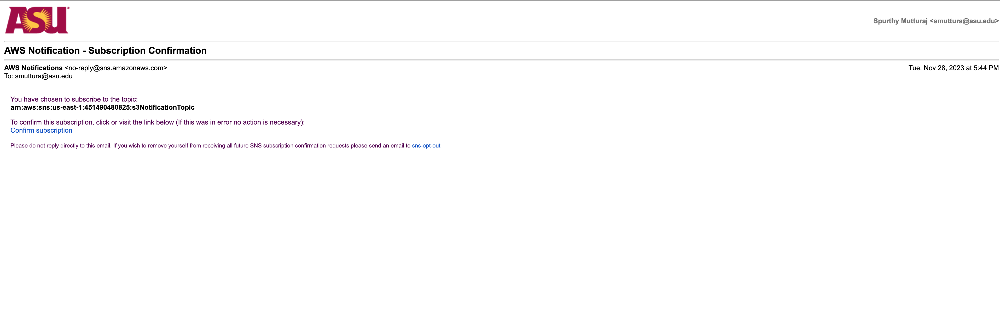 ASU
Spurthy Mutturaj <smuttura@asu.edu>
AWS Notification - Subscription Confirmation
AWS Notifications <no-reply@sns.amazonaws.com>
Tue, Nov 28, 2023 at 5:44 PM
To: smuttura@asu.edu
You have chosen to subscribe to the topic:
arn:aws:sns:us-east-1:451490480825:s3NotificationTopic
To confirm this subscription, click or visit the link below (If this was in error no action is necessary):
Confirm subscription
Please do not reply directly to this email. If you wish to remove yourself from receiving all future SNS subscription confirmation requests please send an email to sns-opt-out